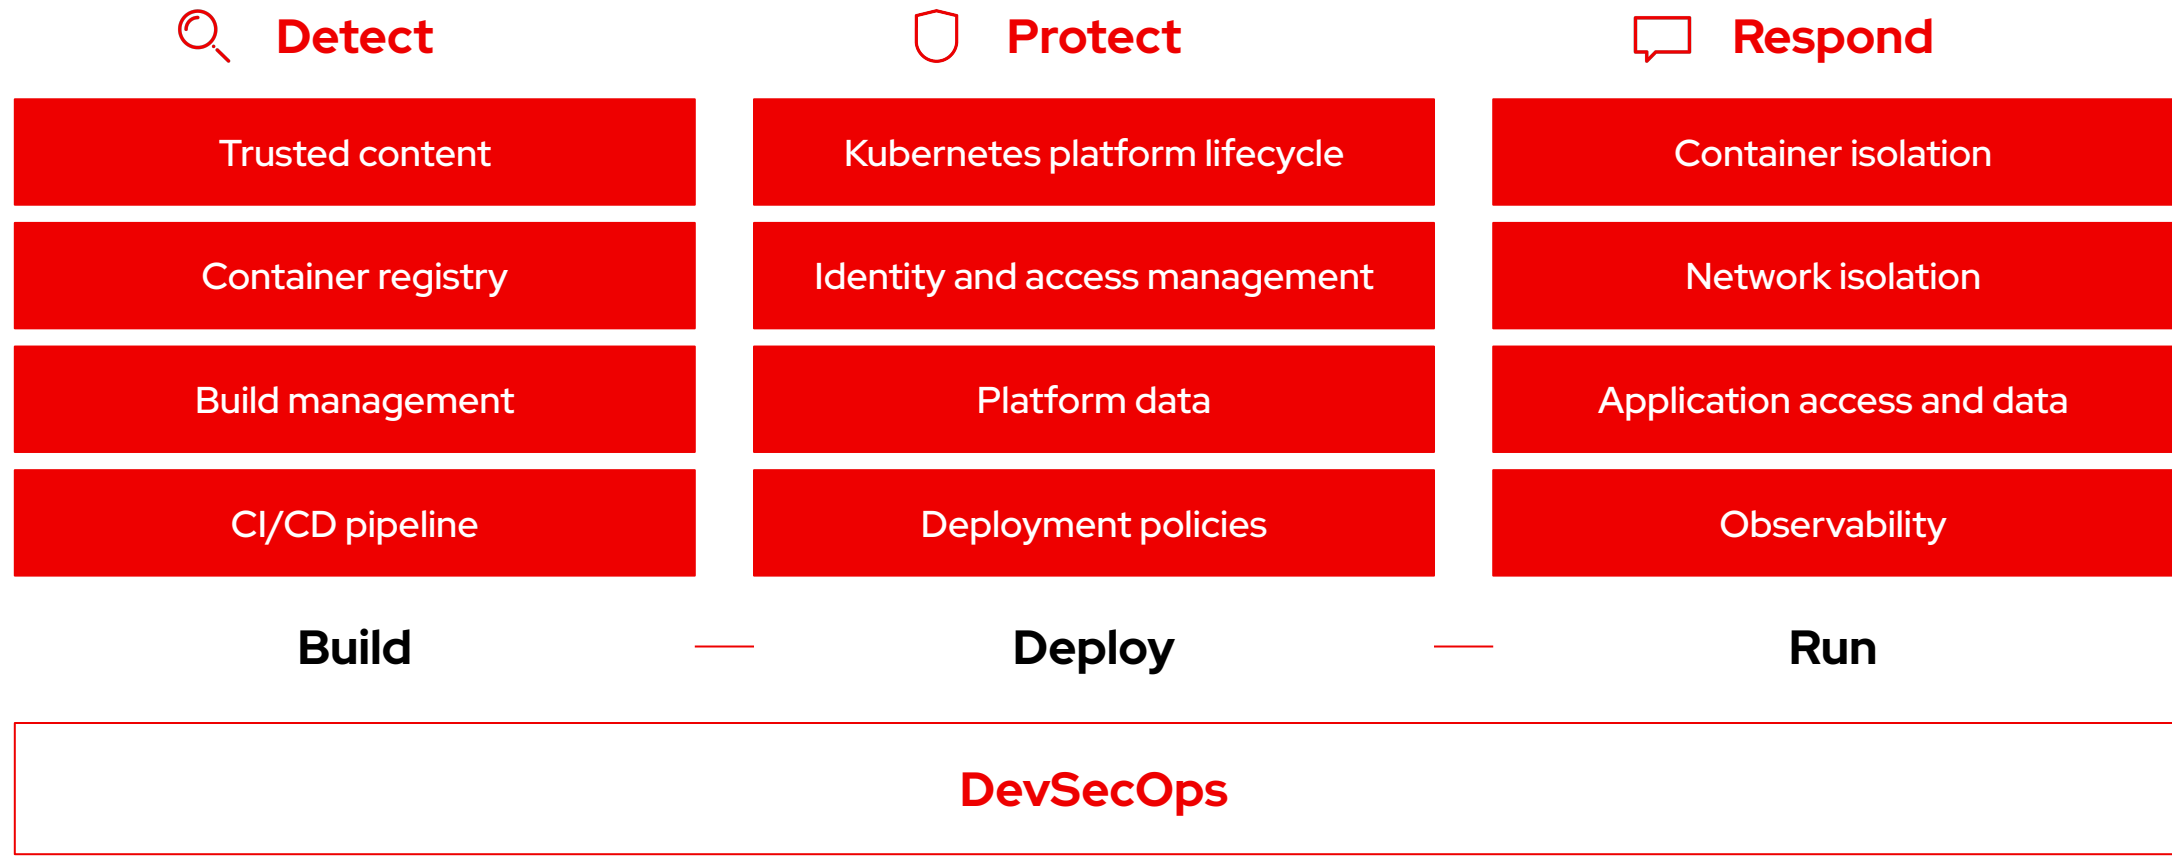 Detect
Protect
Respond
Trusted content
Kubernetes platform lifecycle
Container isolation
Container registry
Identity and access management
Network isolation
Build management
Platform data
Application access and data
CI/CD pipeline
Deployment policies
Observability
Build
Deploy
Run
DevSecOps